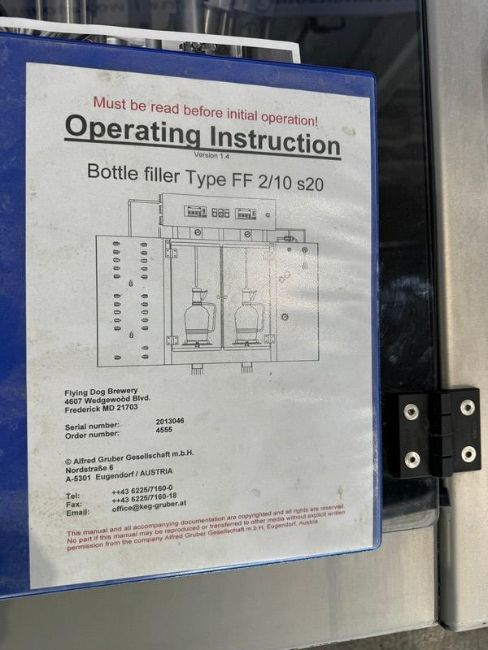 Must be read before initial operation!
Operating Instruction
Version 1.4
Bottle filler Type FF 2/10 s20
Flying Dog Brewery
4607 Wedgewood Blvd.
Frederick MD 21703
Serial number: 2013046
Order number: 4555
© Alfred Gruber Gesellschaft m.b.H.
Nordstraße 6
A-5301 Eugendorf / AUSTRIA
Tel: ++43 6225/7160-0
Fax: ++43 6225/7160-18
Email: office@keg-gruber.at
This manual and all accompanying documentation are copyrighted and all rights are reserved.
No part if this manual may be reproduced or transferred to other media without explicit written
permission from the company Alfred Gruber Gesellschaft m.b.H, Eugendorf, Austria